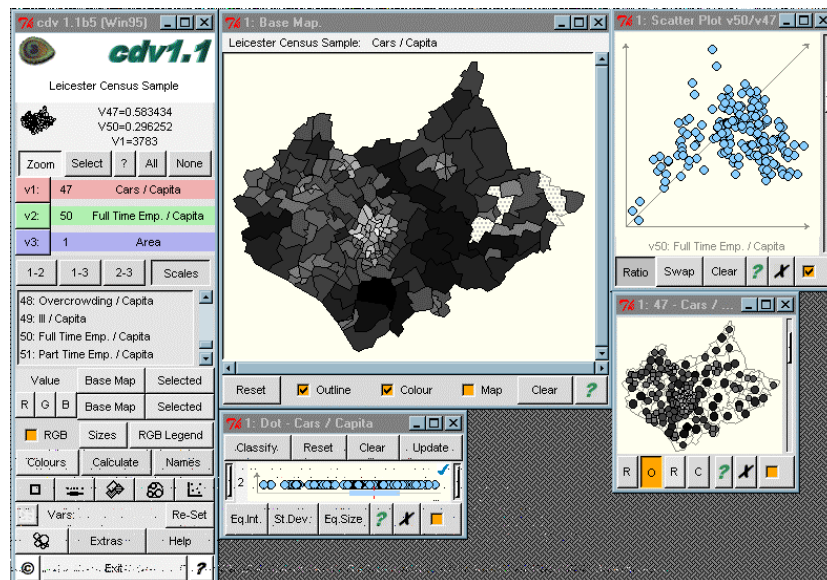 cdv 1.1b5 (Win95)
cdv1.1
Leicester Census Sample
V47=0.583434
V50=0.296252
V1=3783
Zoom Select ? All None
v1: 47 Cars / Capita
v2: 50 Full Time Emp. / Capita
v3: 1 Area
1-2 1-3 2-3 Scales
48: Overcrowding / Capita
49: Ill / Capita
50: Full Time Emp. / Capita
51: Part Time Emp. / Capita
Value Base Map Selected
R G B Base Map Selected
RGB Sizes RGB Legend
Colours Calculate Names
Vars: Re-Set
Extras Help
© Exit ?
1: Base Map.
Leicester Census Sample: Cars / Capita
Reset Outline Colour Map Clear ?
1: Dot - Cars / Capita
Classify Reset Clear Update
2
Eq.Int. St.Dev. Eq.Size ? X
1: Scatter Plot v50/v47
v50: Full Time Emp. / Capita
Ratio Swap Clear ? X
1: 47 - Cars / ...
R O R C ? X